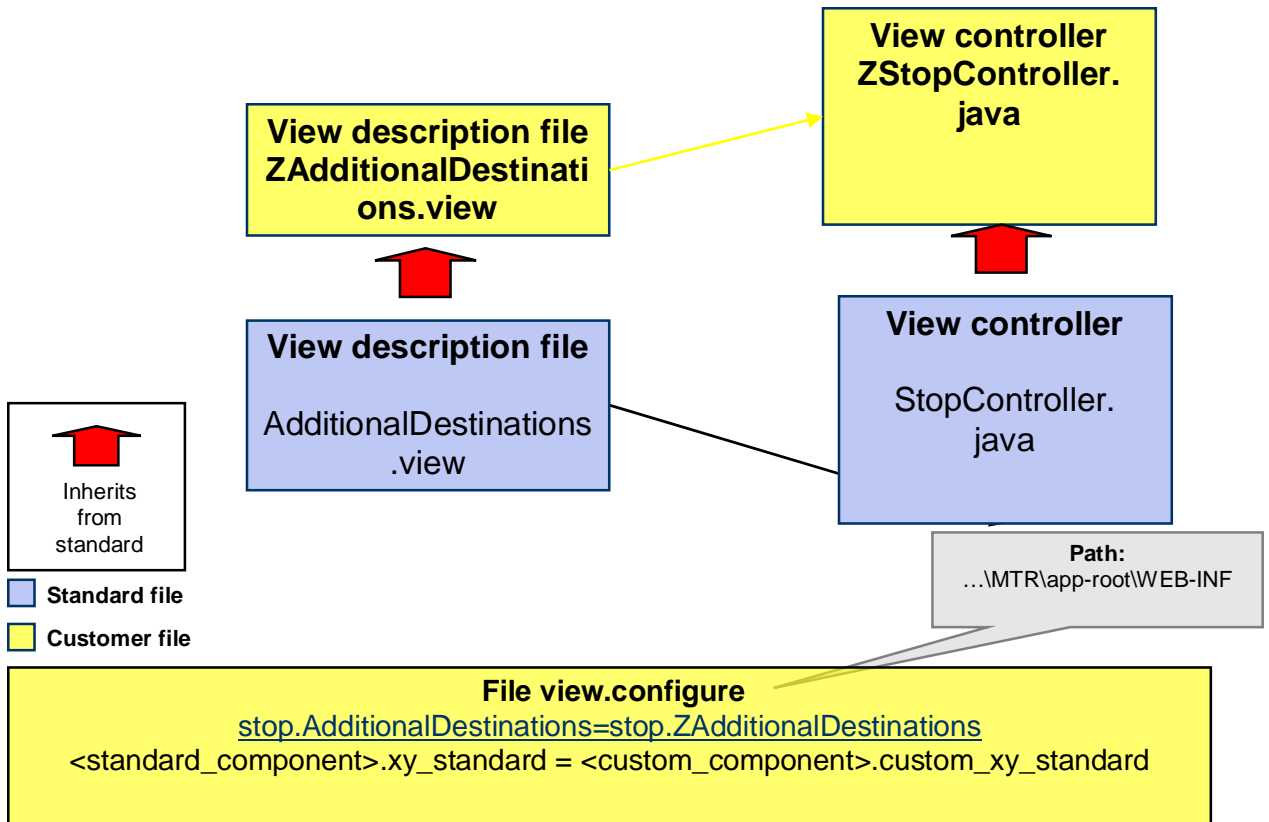 View controller
ZStopController.
java
View description file
ZAdditionalDestinati
ons.view
View description file
AdditionalDestinations
.view
View controller
StopController.
java
Inherits
from
standard
Standard file
Customer file
Path:
…\MTR\app-root\WEB-INF
File view.configure
stop.AdditionalDestinations=stop.ZAdditionalDestinations
<standard_component>.xy_standard = <custom_component>.custom_xy_standard